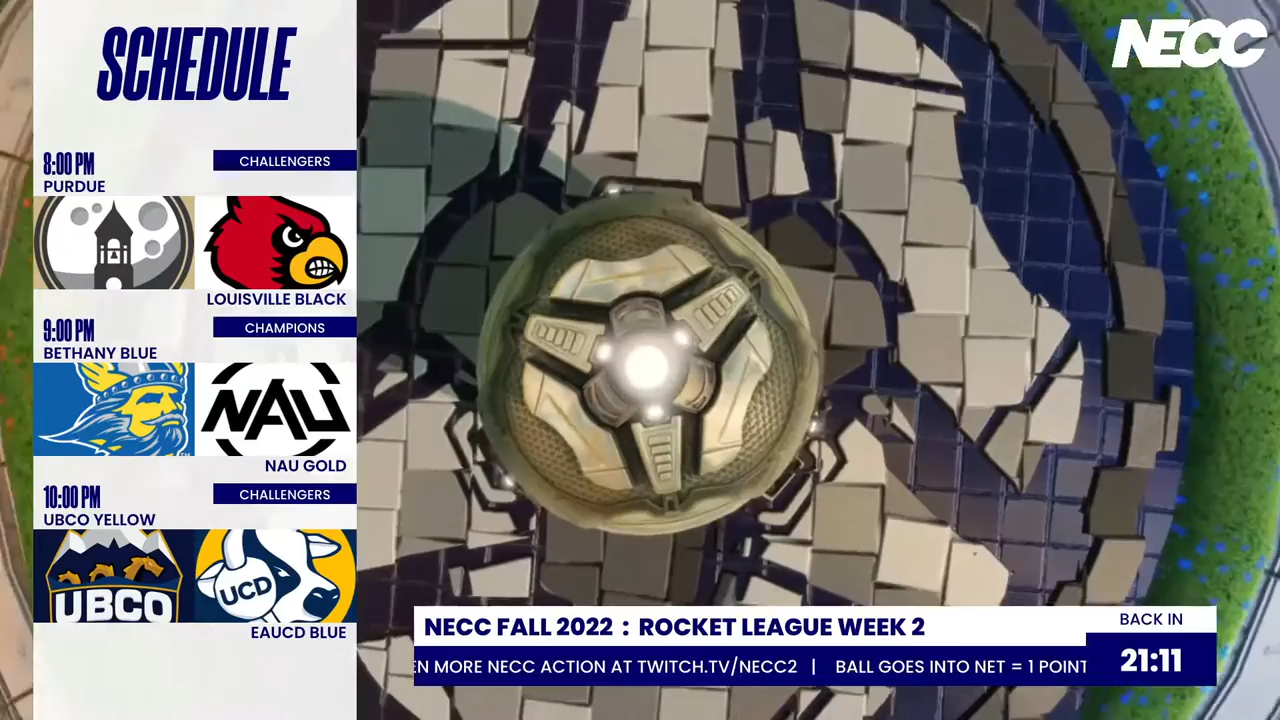 SCHEDULE
8:00 PM
CHALLENGERS
PURDUE
LOUISVILLE BLACK
9:00 PM
CHAMPIONS
BETHANY BLUE
NAU
NAU GOLD
10:00 PM
CHALLENGERS
UBCO YELLOW
UBCO
UCD
EAUCD BLUE
NECC
NECC FALL 2022 : ROCKET LEAGUE WEEK 2
BACK IN
EN MORE NECC ACTION AT TWITCH.TV/NECC2 | BALL GOES INTO NET = 1 POINT
21:11